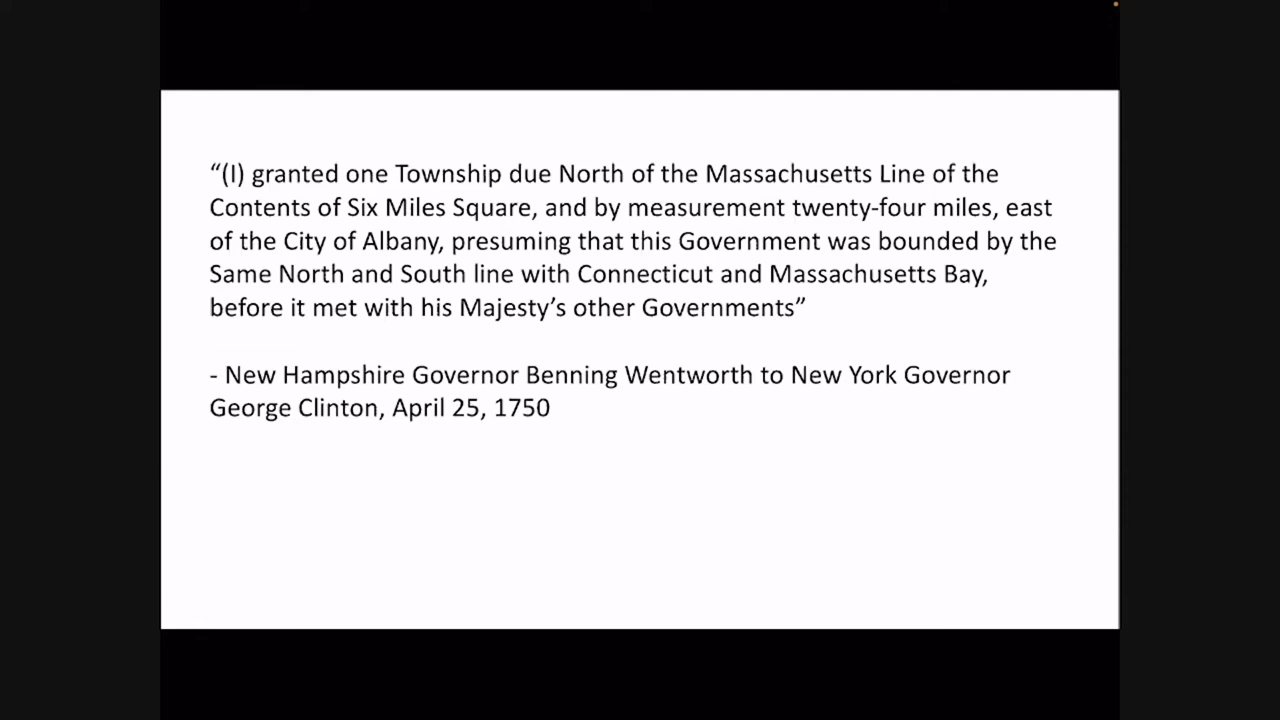 “(I) granted one Township due North of the Massachusetts Line of the
Contents of Six Miles Square, and by measurement twenty-four miles, east
of the City of Albany, presuming that this Government was bounded by the
Same North and South line with Connecticut and Massachusetts Bay,
before it met with his Majesty’s other Governments”
- New Hampshire Governor Benning Wentworth to New York Governor
George Clinton, April 25, 1750